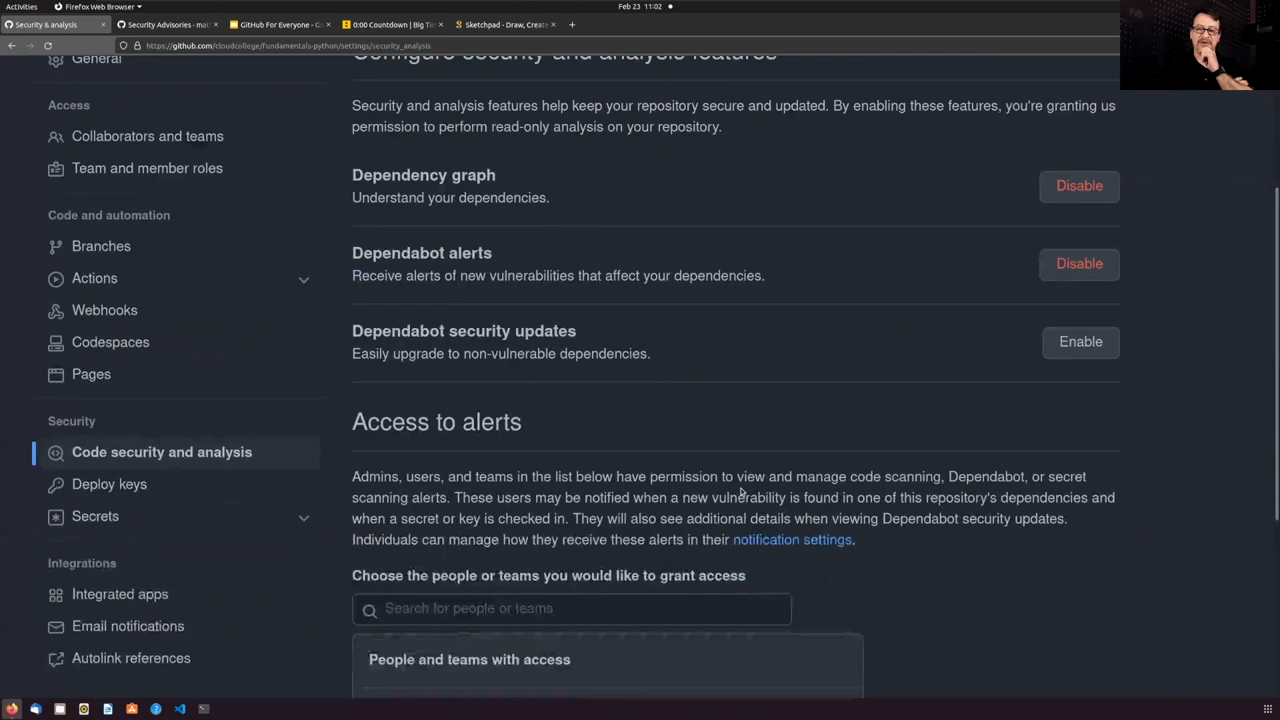 Activities
Firefox Web Browser
Feb 23 11:02
Security & analysis
Security Advisories · mat
GitHub For Everyone - Go
0:00 Countdown | Big Tim
Sketchpad - Draw, Create
https://github.com/cloudcollege/fundamentals-python/settings/security_analysis
General
Access
Collaborators and teams
Team and member roles
Code and automation
Branches
Actions
Webhooks
Codespaces
Pages
Security
Code security and analysis
Deploy keys
Secrets
Integrations
Integrated apps
Email notifications
Autolink references
Configure security and analysis features
Security and analysis features help keep your repository secure and updated. By enabling these features, you're granting us
permission to perform read-only analysis on your repository.
Dependency graph
Understand your dependencies.
Disable
Dependabot alerts
Receive alerts of new vulnerabilities that affect your dependencies.
Disable
Dependabot security updates
Easily upgrade to non-vulnerable dependencies.
Enable
Access to alerts
Admins, users, and teams in the list below have permission to view and manage code scanning, Dependabot, or secret
scanning alerts. These users may be notified when a new vulnerability is found in one of this repository's dependencies and
when a secret or key is checked in. They will also see additional details when viewing Dependabot security updates.
Individuals can manage how they receive these alerts in their notification settings.
Choose the people or teams you would like to grant access
Search for people or teams
People and teams with access